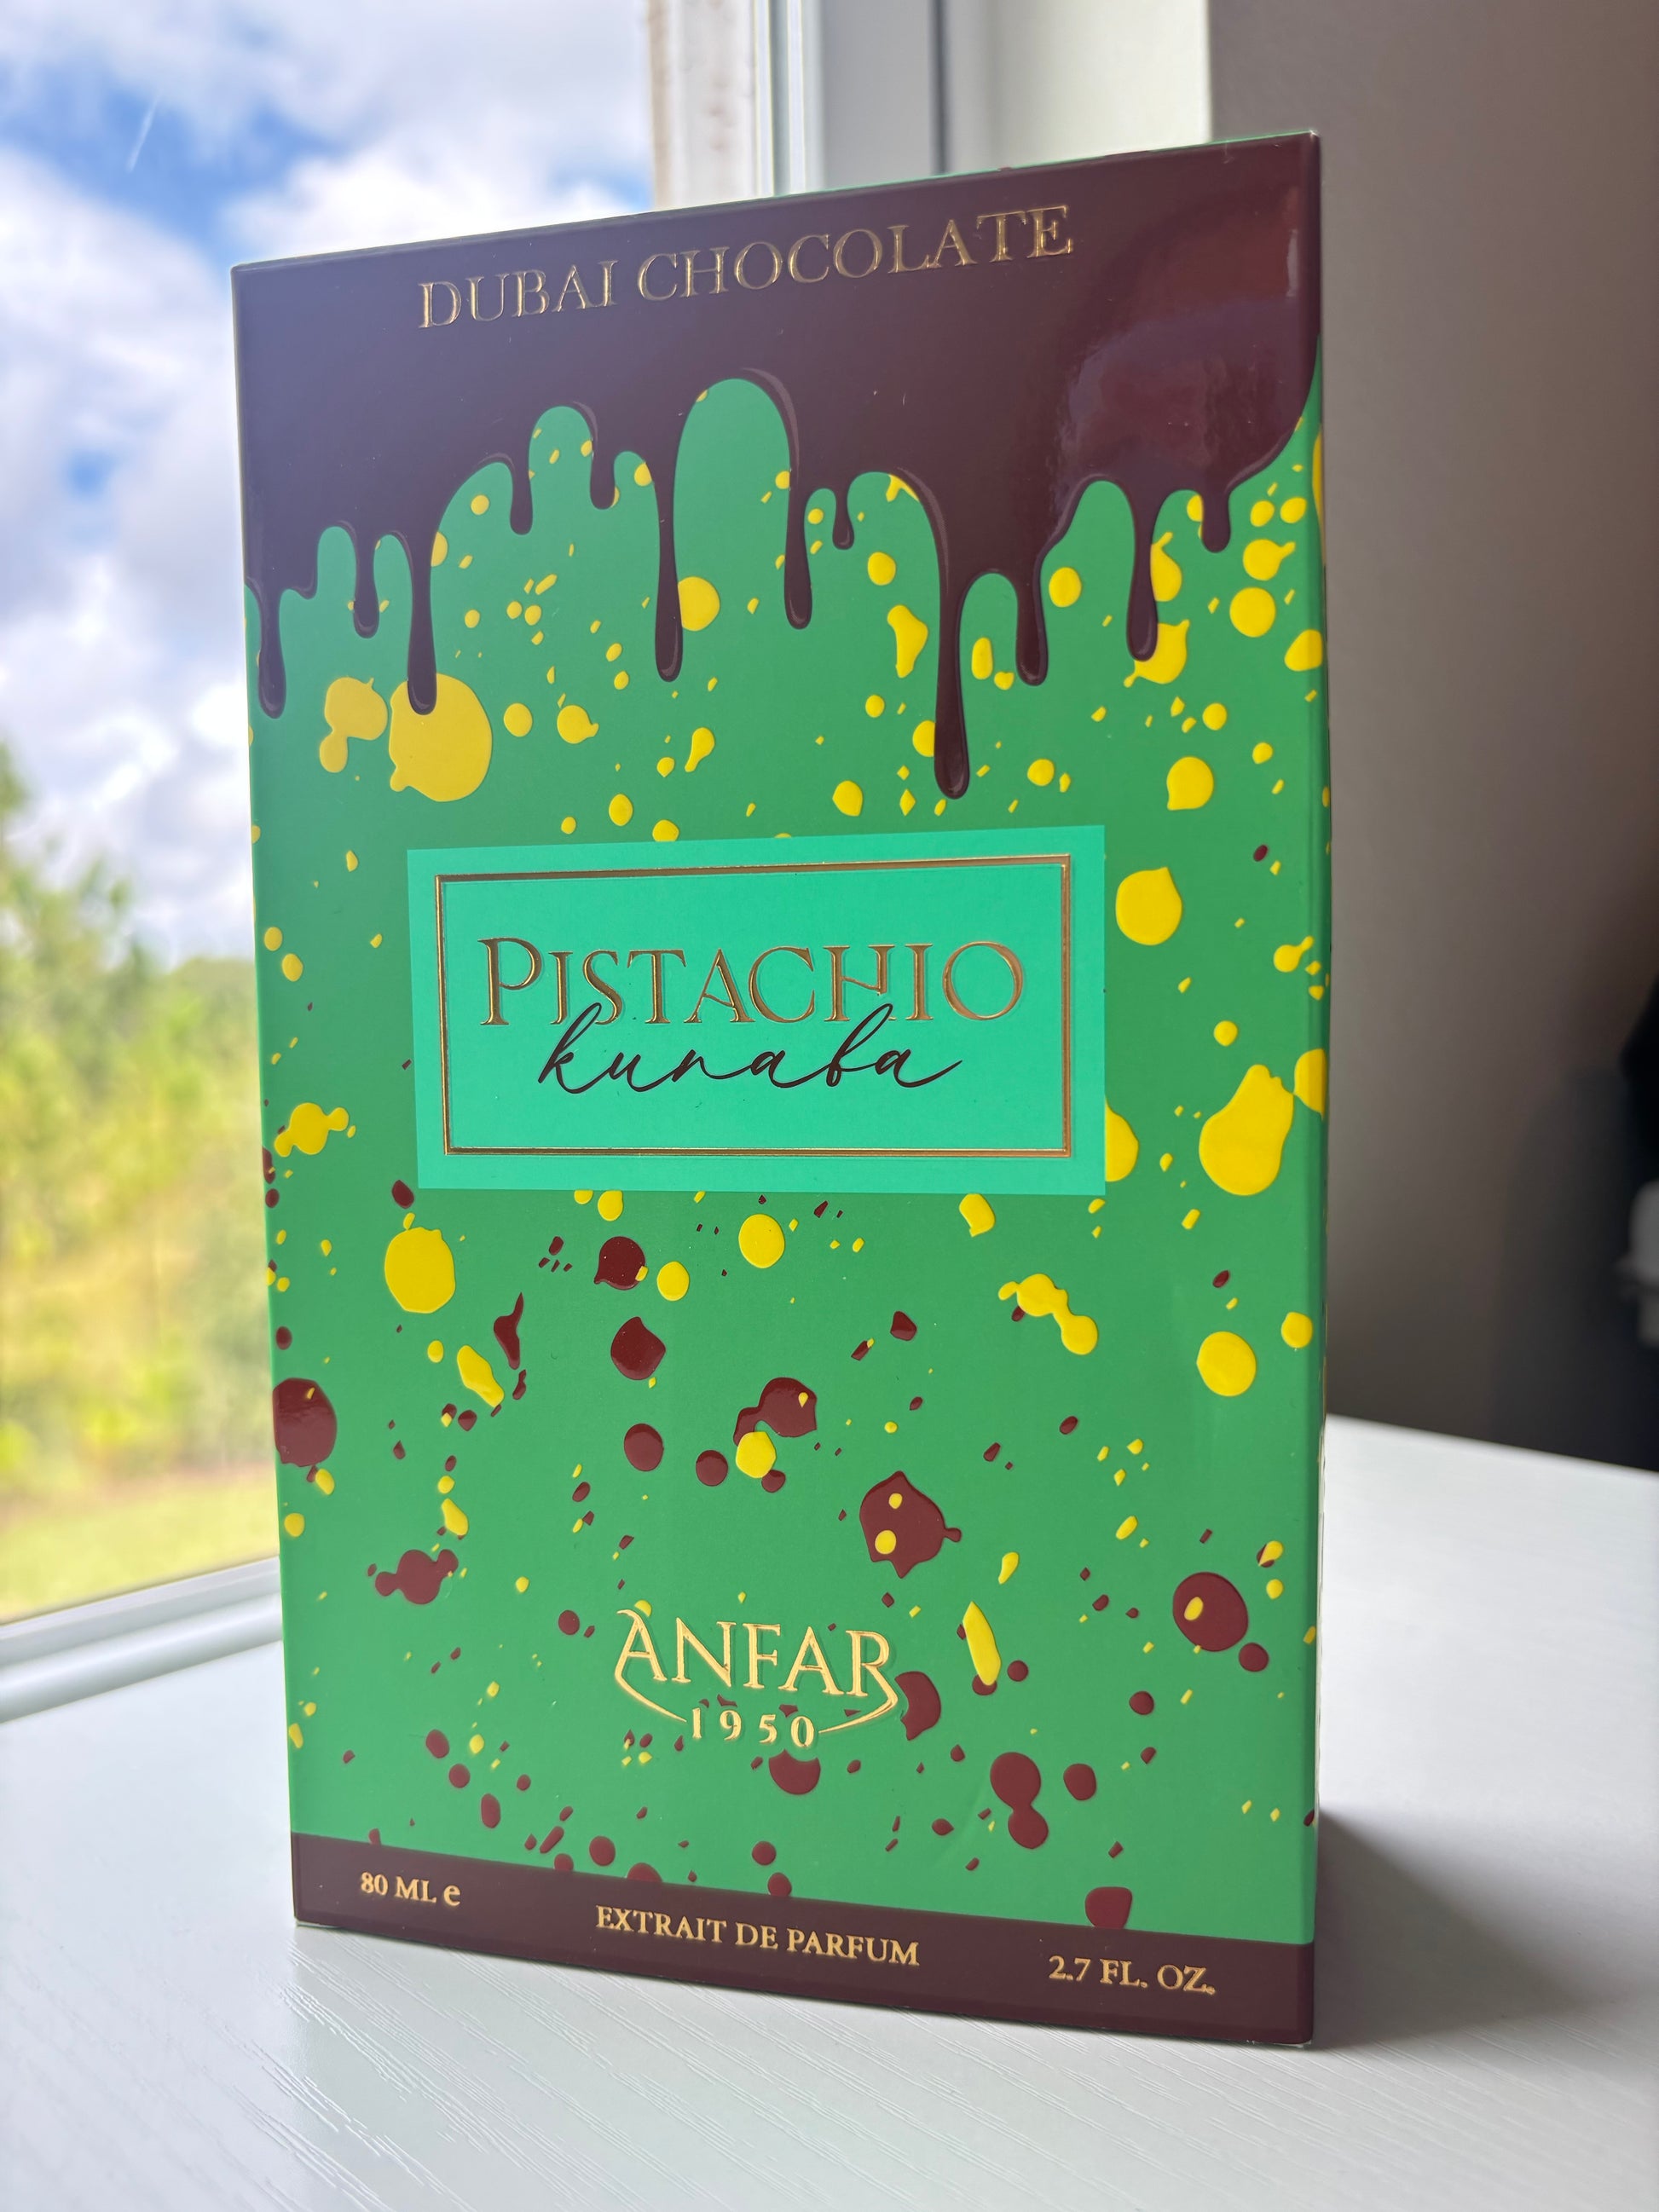 DUBAI CHOCOLATE
PISTACHIO
kunafa
ANFAR
1950
80 ML e
EXTRAIT DE PARFUM
2.7 FL. OZ.